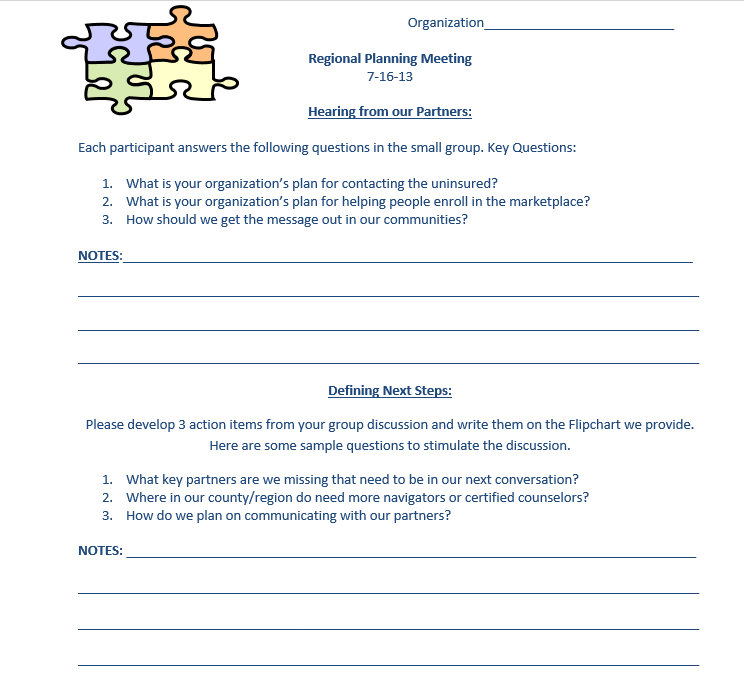 Organization____________________________
Regional Planning Meeting
7-16-13
Hearing from our Partners:
Each participant answers the following questions in the small group. Key Questions:
1. What is your organization's plan for contacting the uninsured?
2. What is your organization's plan for helping people enroll in the marketplace?
3. How should we get the message out in our communities?
NOTES:
Defining Next Steps:
Please develop 3 action items from your group discussion and write them on the Flipchart we provide.
Here are some sample questions to stimulate the discussion.
1. What key partners are we missing that need to be in our next conversation?
2. Where in our county/region do need more navigators or certified counselors?
3. How do we plan on communicating with our partners?
NOTES: